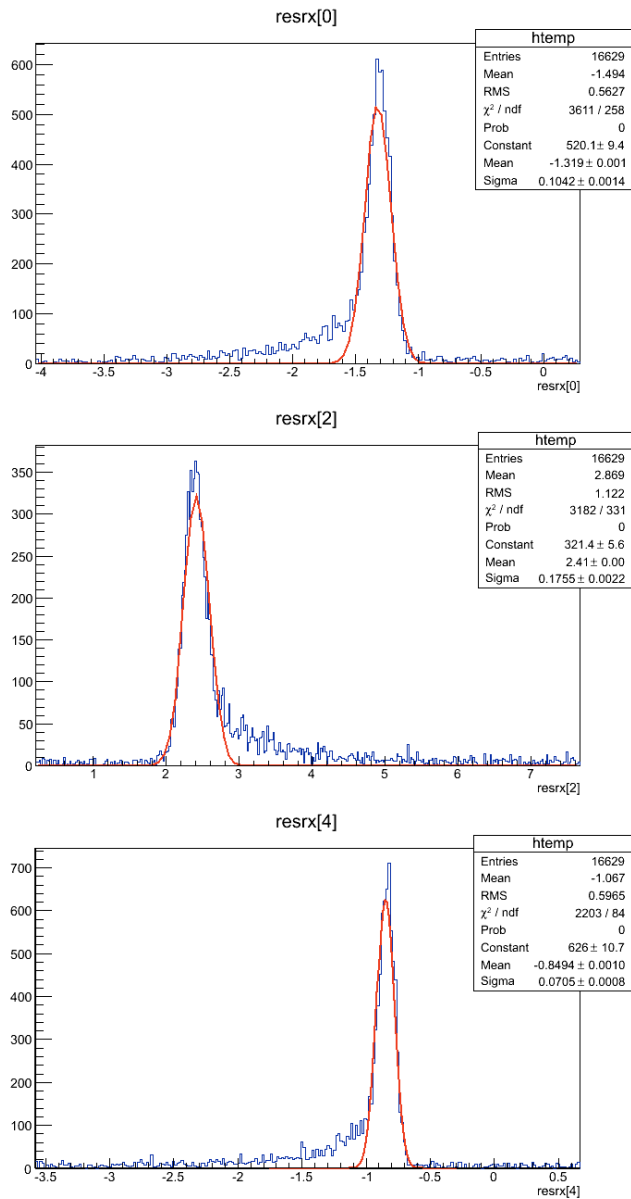 resrx[0]
htemp
Entries 16629
Mean -1.494
RMS 0.5627
χ² / ndf 3611 / 258
Prob 0
Constant 520.1 ± 9.4
Mean -1.319 ± 0.001
Sigma 0.1042 ± 0.0014
600
500
400
300
200
100
0
-4 -3.5 -3 -2.5 -2 -1.5 -1 -0.5 0
resrx[0]
resrx[2]
htemp
Entries 16629
Mean 2.869
RMS 1.122
χ² / ndf 3182 / 331
Prob 0
Constant 321.4 ± 5.6
Mean 2.41 ± 0.00
Sigma 0.1755 ± 0.0022
350
300
250
200
150
100
50
0
1 2 3 4 5 6 7
resrx[2]
resrx[4]
htemp
Entries 16629
Mean -1.067
RMS 0.5965
χ² / ndf 2203 / 84
Prob 0
Constant 626 ± 10.7
Mean -0.8494 ± 0.0010
Sigma 0.0705 ± 0.0008
700
600
500
400
300
200
100
0
-3.5 -3 -2.5 -2 -1.5 -1 -0.5 0 0.5
resrx[4]